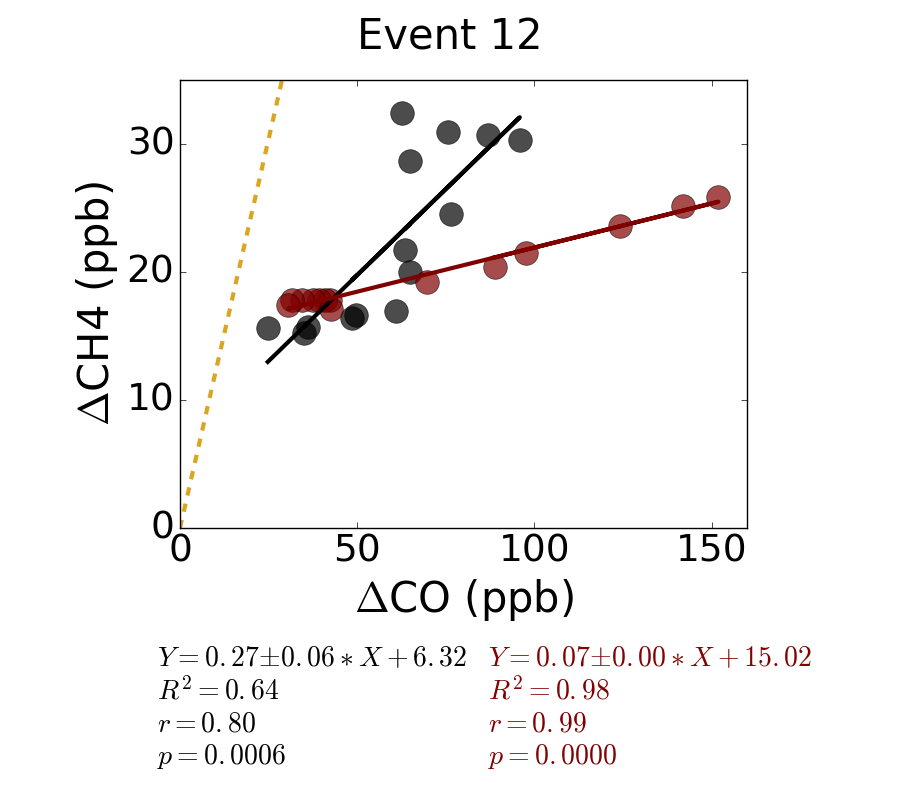 Event 12
30
20
10
0
ΔCH4 (ppb)
0 50 100 150
ΔCO (ppb)
Y = 0.27±0.06 ∗ X + 6.32
R² = 0.64
r = 0.80
p = 0.0006
Y = 0.07±0.00 ∗ X + 15.02
R² = 0.98
r = 0.99
p = 0.0000